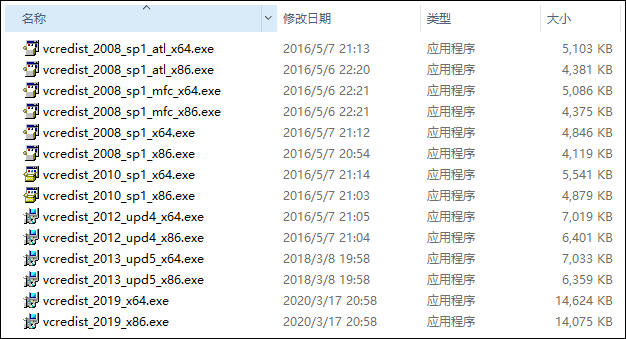 名称 修改日期 类型 大小
vcredist_2008_sp1_atl_x64.exe 2016/5/7 21:13 应用程序 5,103 KB
vcredist_2008_sp1_atl_x86.exe 2016/5/6 22:20 应用程序 4,381 KB
vcredist_2008_sp1_mfc_x64.exe 2016/5/6 22:21 应用程序 5,086 KB
vcredist_2008_sp1_mfc_x86.exe 2016/5/6 22:21 应用程序 4,375 KB
vcredist_2008_sp1_x64.exe 2016/5/7 21:12 应用程序 4,846 KB
vcredist_2008_sp1_x86.exe 2016/5/7 20:54 应用程序 4,119 KB
vcredist_2010_sp1_x64.exe 2016/5/7 21:14 应用程序 5,541 KB
vcredist_2010_sp1_x86.exe 2016/5/7 21:03 应用程序 4,879 KB
vcredist_2012_upd4_x64.exe 2016/5/7 21:05 应用程序 7,019 KB
vcredist_2012_upd4_x86.exe 2016/5/7 21:04 应用程序 6,401 KB
vcredist_2013_upd5_x64.exe 2018/3/8 19:58 应用程序 7,033 KB
vcredist_2013_upd5_x86.exe 2018/3/8 19:58 应用程序 6,359 KB
vcredist_2019_x64.exe 2020/3/17 20:58 应用程序 14,624 KB
vcredist_2019_x86.exe 2020/3/17 20:58 应用程序 14,075 KB